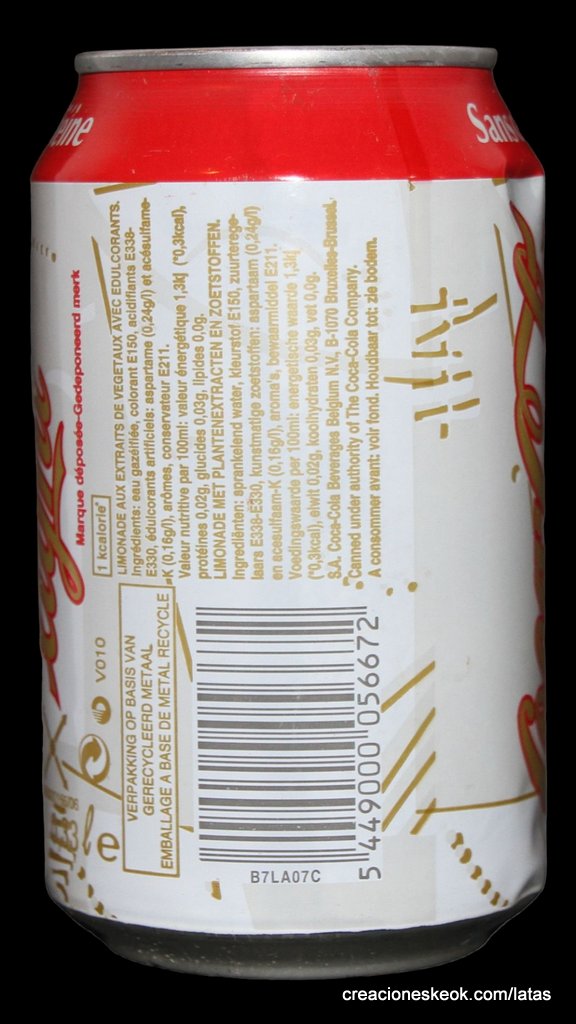 Sans
éine
Marque déposée-Gedeponeerd merk
1 kcalorie*
LIMONADE AUX EXTRAITS DE VEGETAUX AVEC EDULCORANTS.
Ingrédients: eau gazéifiée, colorant E150, acidifiants E338-
E330, édulcorants artificiels: aspartame (0,24g/l) et acésulfame-
K (0,16g/l), arômes, conservateur E211.
Valeur nutritive par 100ml: valeur énergétique 1,3kj (*0,3kcal),
protéines 0,02g, glucides 0,03g, lipides 0,0g.
LIMONADE MET PLANTENEXTRACTEN EN ZOETSTOFFEN.
Ingrediënten: sprankelend water, kleurstof E150, zuurterege-
laars E338-E330, kunstmatige zoetstoffen: aspartaam (0,24g/l)
en acesulfaam-K (0,16g/l), aroma's, bewaarmiddel E211.
Voedingswaarde per 100ml: energetische waarde 1,3kj
(*0,3kcal), eiwit 0,02g, koolhydraten 0,03g, vet 0,0g.
S.A. Coca-Cola Beverages Belgium N.V., B-1070 Bruxelles-Brussel.
Canned under authority of The Coca-Cola Company.
A consommer avant: voir fond. Houdbaar tot: zie bodem.
V010
VERPAKKING OP BASIS VAN
GERECYCLEERD METAAL
EMBALLAGE A BASE DE METAL RECYCLE
e
5 449000 056672
B7LA07C
creacioneskeok.com/latas